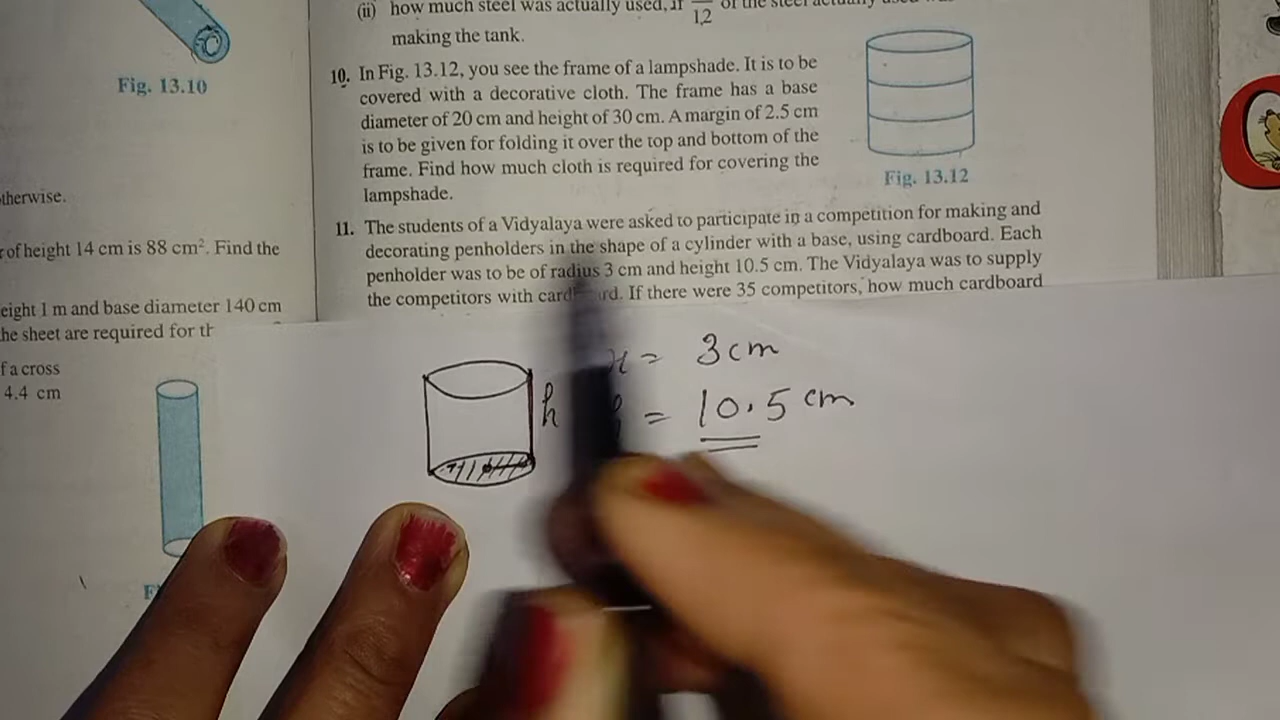 (ii) how much steel was actually used, if 1/12 of the steel actually
making the tank.
Fig. 13.10
10. In Fig. 13.12, you see the frame of a lampshade. It is to be
covered with a decorative cloth. The frame has a base
diameter of 20 cm and height of 30 cm. A margin of 2.5 cm
is to be given for folding it over the top and bottom of the
frame. Find how much cloth is required for covering the
lampshade.
Fig. 13.12
11. The students of a Vidyalaya were asked to participate in a competition for making and
decorating penholders in the shape of a cylinder with a base, using cardboard. Each
penholder was to be of radius 3 cm and height 10.5 cm. The Vidyalaya was to supply
the competitors with cardboard. If there were 35 competitors, how much cardboard
therwise.
of height 14 cm is 88 cm². Find the
eight 1 m and base diameter 140 cm
he sheet are required for th
f a cross
4.4 cm
h
r = 3 cm
= 10.5 cm